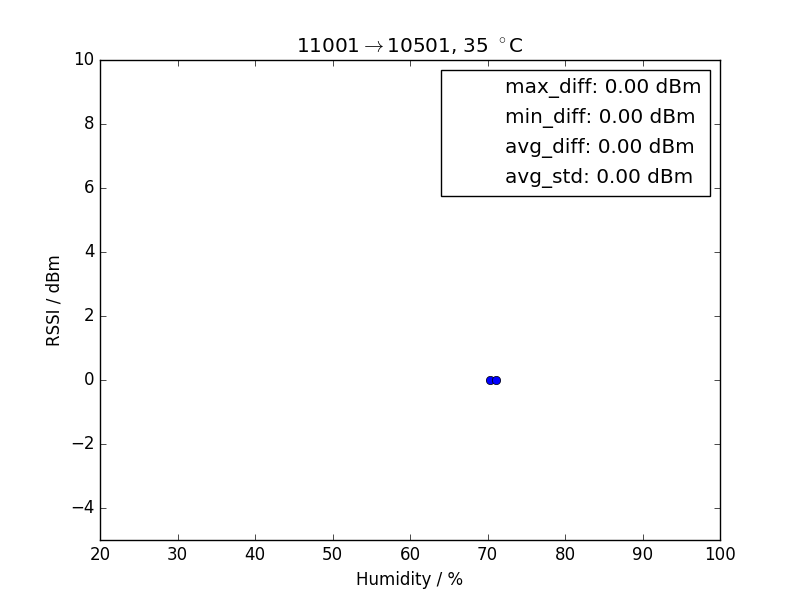 11001→10501, 35 °C
max_diff: 0.00 dBm
min_diff: 0.00 dBm
avg_diff: 0.00 dBm
avg_std: 0.00 dBm
10
8
6
4
2
0
−2
−4
RSSI / dBm
20 30 40 50 60 70 80 90 100
Humidity / %